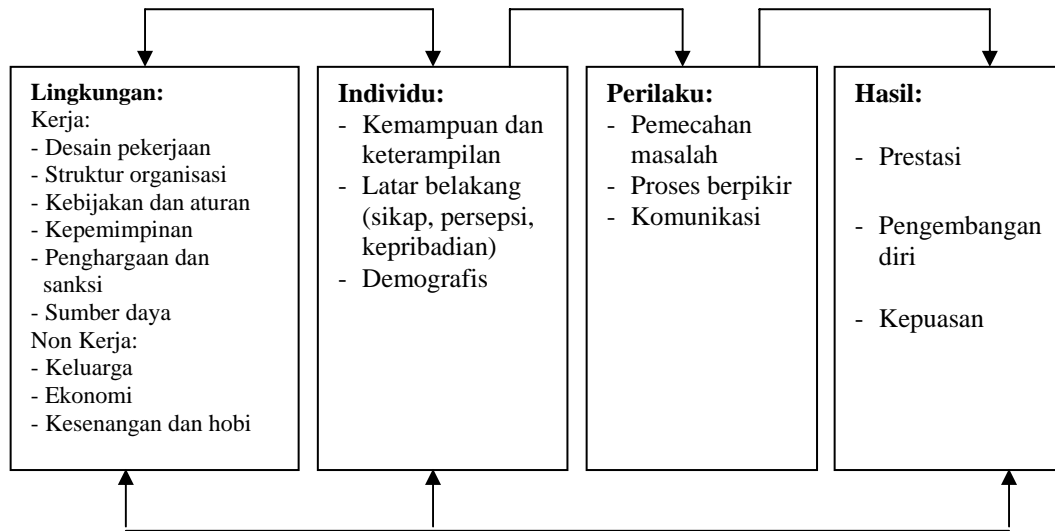 Lingkungan:
Kerja:
- Desain pekerjaan
- Struktur organisasi
- Kebijakan dan aturan
- Kepemimpinan
- Penghargaan dan
sanksi
- Sumber daya
Non Kerja:
- Keluarga
- Ekonomi
- Kesenangan dan hobi
Individu:
- Kemampuan dan
keterampilan
- Latar belakang
(sikap, persepsi,
kepribadian)
- Demografis
Perilaku:
- Pemecahan
masalah
- Proses berpikir
- Komunikasi
Hasil:
- Prestasi
- Pengembangan
diri
- Kepuasan